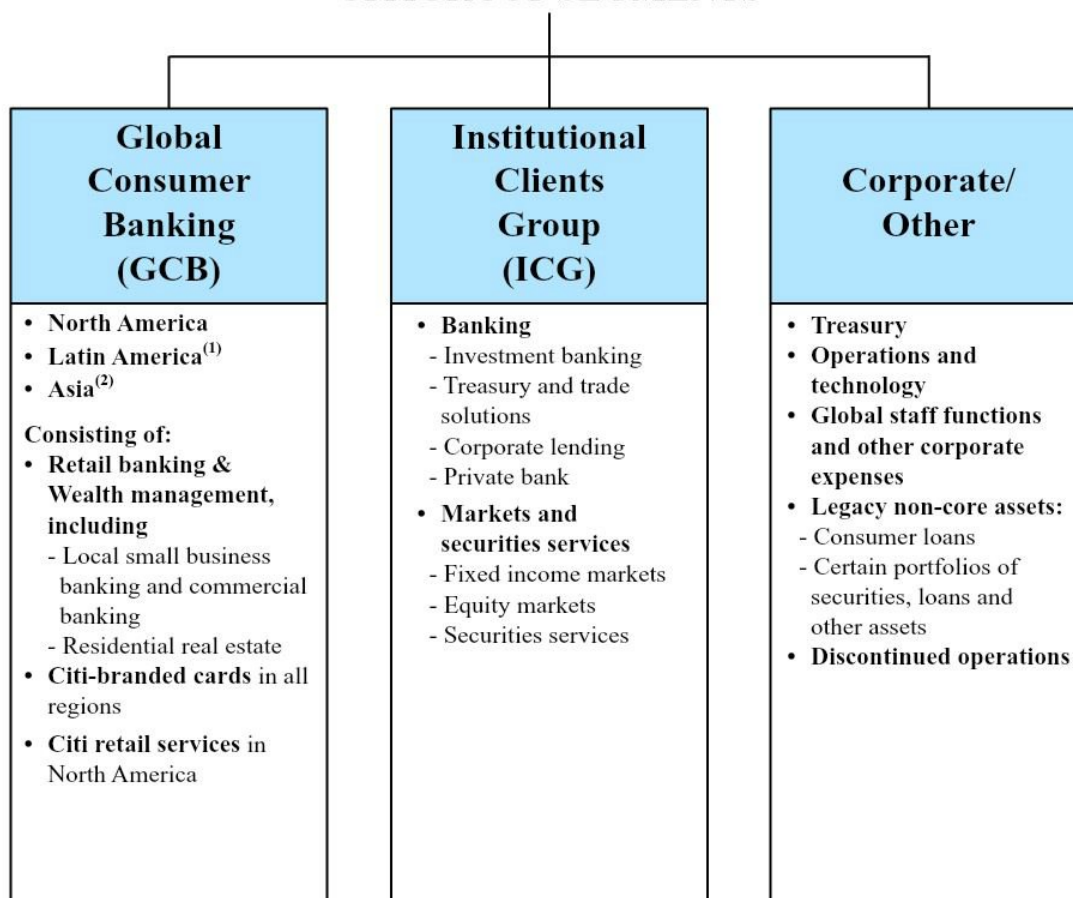 Global
Consumer
Banking
(GCB)
• North America
• Latin America(1)
• Asia(2)
Consisting of:
• Retail banking &
Wealth management,
including
- Local small business
banking and commercial
banking
- Residential real estate
• Citi-branded cards in all
regions
• Citi retail services in
North America
Institutional
Clients
Group
(ICG)
• Banking
- Investment banking
- Treasury and trade
solutions
- Corporate lending
- Private bank
• Markets and
securities services
- Fixed income markets
- Equity markets
- Securities services
Corporate/
Other
• Treasury
• Operations and
technology
• Global staff functions
and other corporate
expenses
• Legacy non-core assets:
- Consumer loans
- Certain portfolios of
securities, loans and
other assets
• Discontinued operations